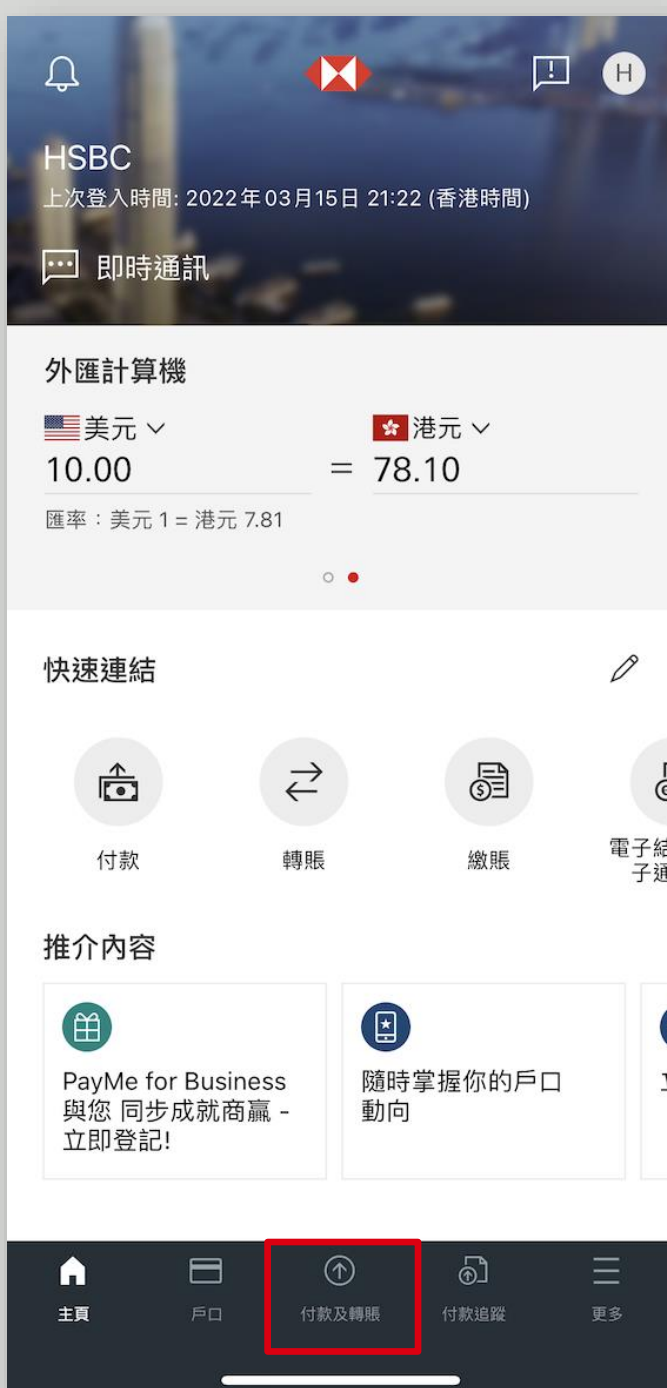 H
HSBC
上次登入時間: 2022年03月15日 21:22 (香港時間)
即時通訊
外匯計算機
美元 港元
10.00 = 78.10
匯率：美元 1 = 港元 7.81
快速連結
付款 轉賬 繳賬
電子結
子通
推介內容
PayMe for Business
與您 同步成就商贏 -
立即登記!
隨時掌握你的戶口
動向
主頁 戶口 付款及轉賬 付款追蹤 更多